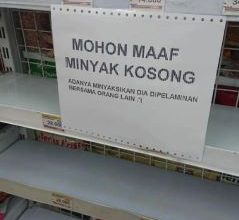 MOHON MAAF
MINYAK KOSONG
ADANYA MINYAKSIKAN DIA DIPELAMINAN
BERSAMA ORANG LAIN :'(